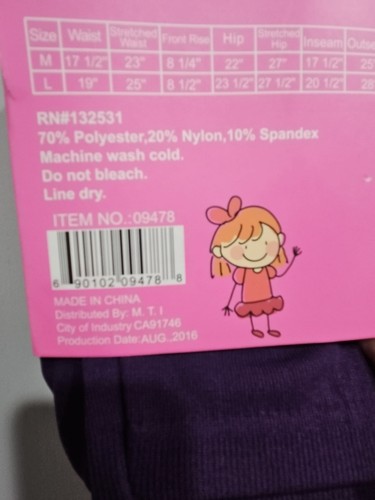 Size Waist Stretched Waist Front Rise Hip Stretched Hip Inseam
M 17 1/2" 23" 8 1/4" 22" 27" 17 1/2" 25"
L 19" 25" 8 1/2" 23 1/2" 27 1/2" 20 1/2"
RN#132531
70% Polyester,20% Nylon,10% Spandex
Machine wash cold.
Do not bleach.
Line dry.
ITEM NO.:09478
6 90102 09478 8
MADE IN CHINA
Distributed By: M. T. I
City of Industry CA91746
Production Date:AUG.,2016